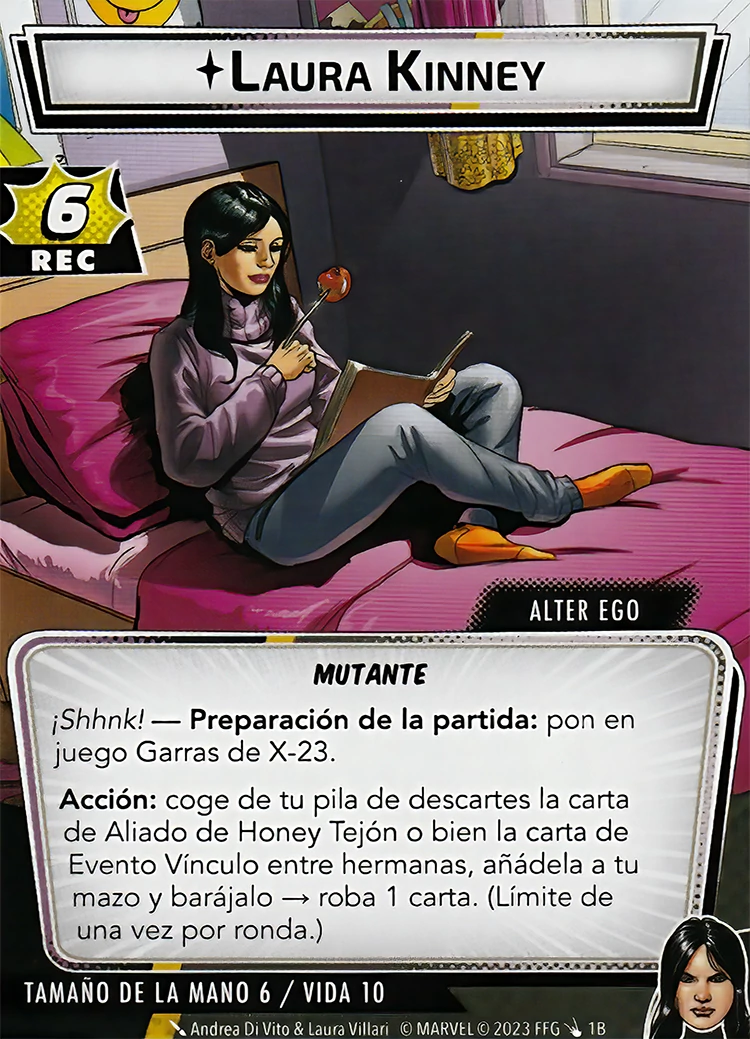 LAURA KINNEY
6
REC
ALTER EGO
MUTANTE
¡Shhnk! — Preparación de la partida: pon en
juego Garras de X-23.
Acción: coge de tu pila de descartes la carta
de Aliado de Honey Tejón o bien la carta de
Evento Vínculo entre hermanas, añádela a tu
mazo y barájalo → roba 1 carta. (Límite de
una vez por ronda.)
TAMAÑO DE LA MANO 6 / VIDA 10
Andrea Di Vito & Laura Villari © MARVEL © 2023 FFG 1B